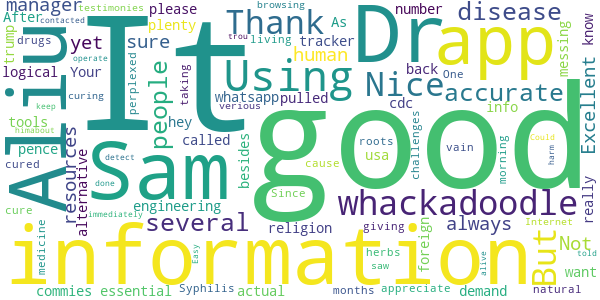 It
good
Dr
app
information
Sam
Aliu
Using
whackadoodle
Thank
Nice
accurate
disease
human
people
several
resources
But
Excellent
manager
After
please
yet
sure
plenty
number
As
living
tracker
back
know
browsing
contacted
testimonies
trou
operate
trump
drugs
logical
Your
curing
perplexed
taking
various
keep
whatsapp
pulled
One
messing
tools
himabout
hey
cdc
info
pence
called
roots
vain
Could
cured
besides
usa
challenges
morning
harm
alternative
detect
cause
really
cure
engineering
Since
done
immediately
always
Not
told
religion
giving
foreign
Internet
medicine
herbs
saw
Easy
alive
want
commies
essential
actual
Syphilis
months
appreciate
demand
natural